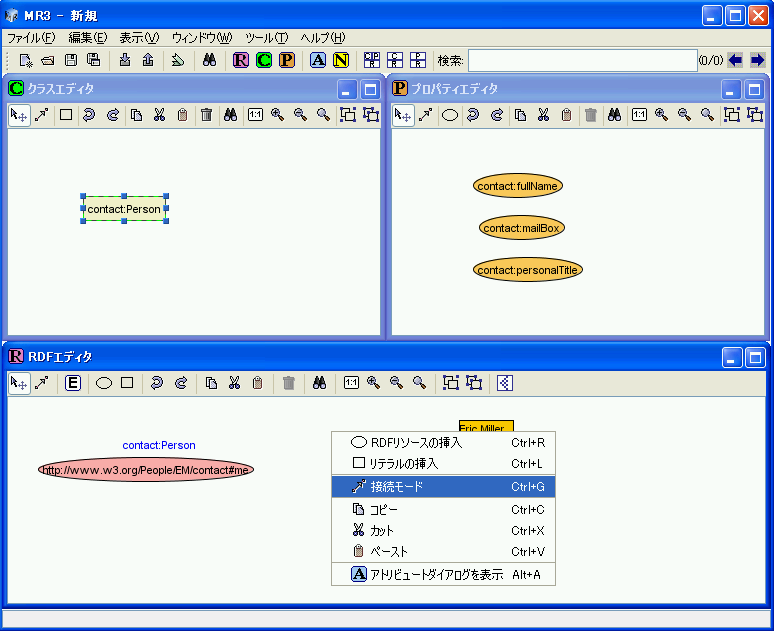 MR3 - 新規
ファイル(F) 編集(E) 表示(V) ウィンドウ(W) ツール(T) ヘルプ(H)
R C P A N C P R C R P R 検索: (0/0)
C クラスエディタ
1:1
contact:Person
P プロパティエディタ
1:1
contact:fullName
contact:mailBox
contact:personalTitle
R RDFエディタ
E 1:1
contact:Person
http://www.w3.org/People/EM/contact#me
Eric Miller
RDFリソースの挿入 Ctrl+R
リテラルの挿入 Ctrl+L
接続モード Ctrl+G
コピー Ctrl+C
カット Ctrl+X
ペースト Ctrl+V
A アトリビュートダイアログを表示 Alt+A